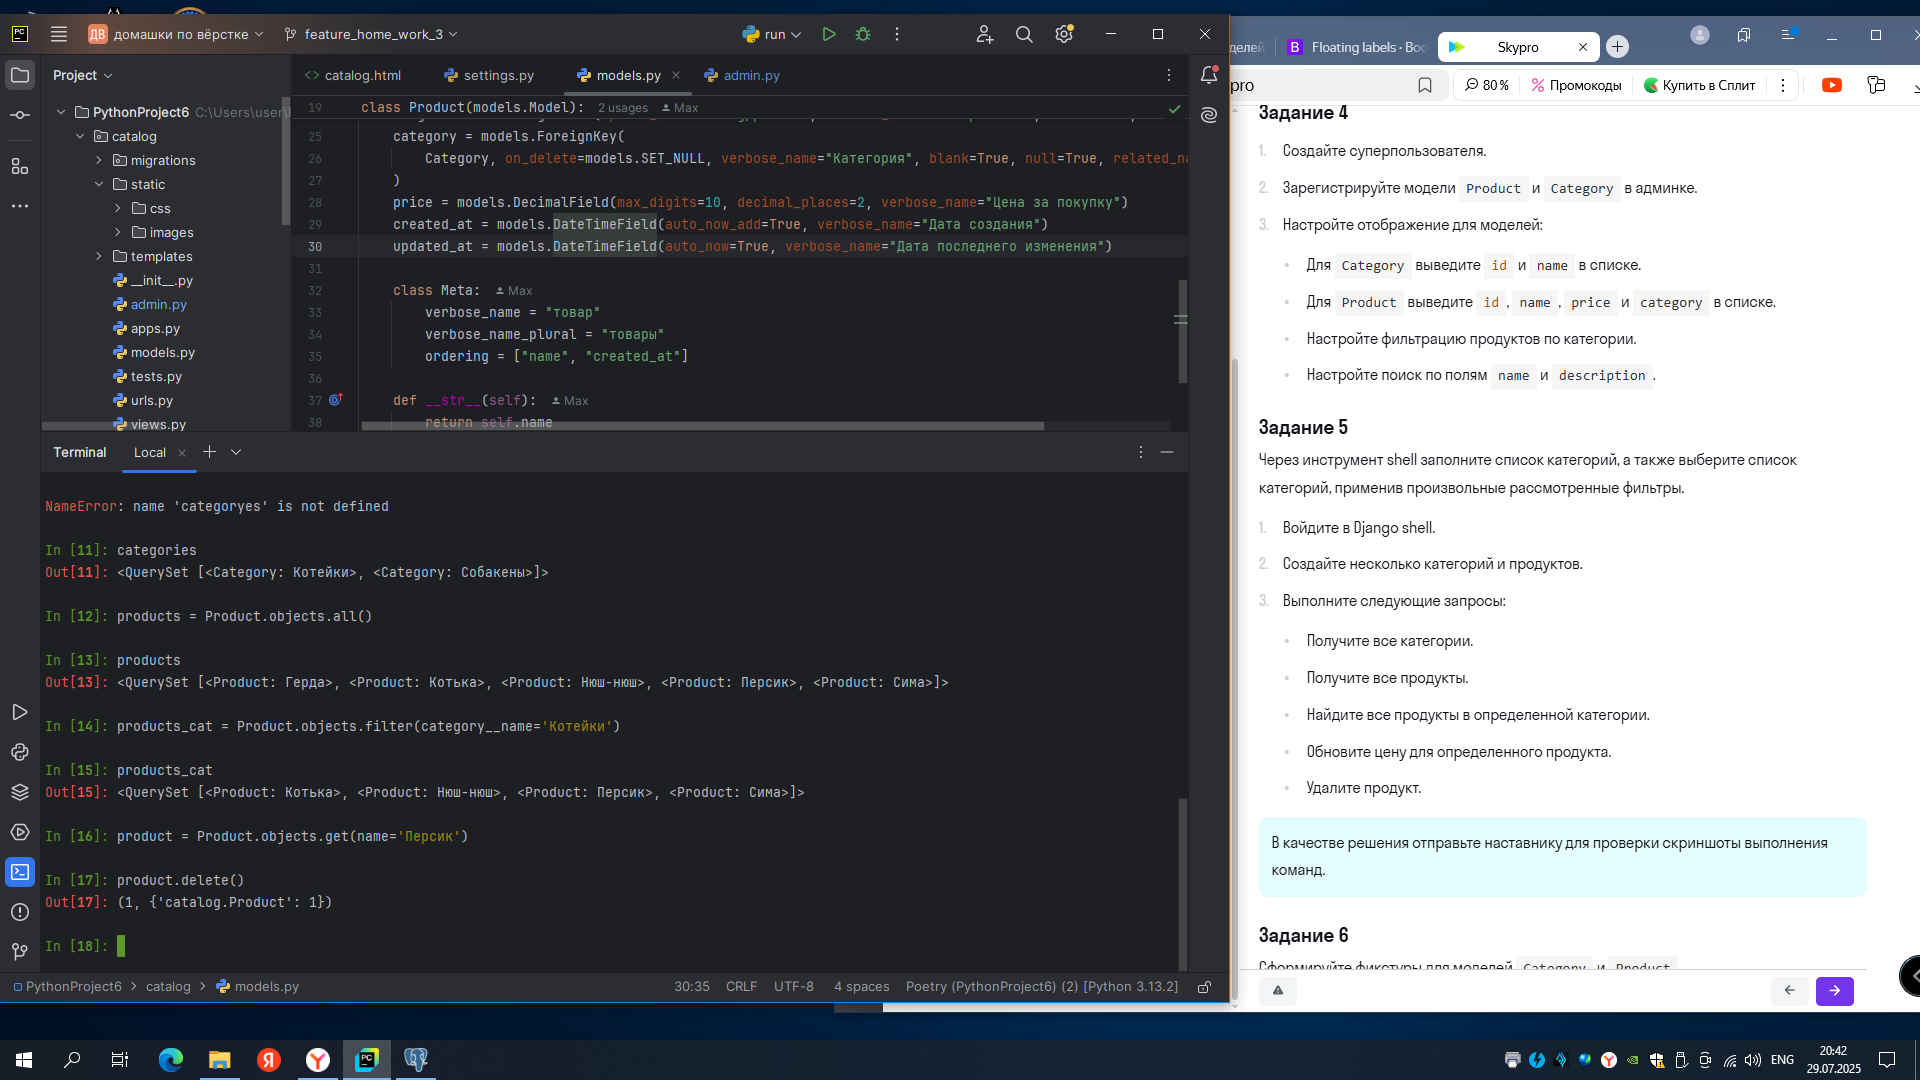 PC
ДВ домашки по вёрстке
feature_home_work_3
run
Project
PythonProject6 C:\Users\user\
catalog
migrations
static
css
images
templates
__init__.py
admin.py
apps.py
models.py
tests.py
urls.py
views.py
catalog.html
settings.py
models.py
admin.py
19 class Product(models.Model): 2 usages Max
25 category = models.ForeignKey(
26 Category, on_delete=models.SET_NULL, verbose_name="Категория", blank=True, null=True, related_na
27 )
28 price = models.DecimalField(max_digits=10, decimal_places=2, verbose_name="Цена за покупку")
29 created_at = models.DateTimeField(auto_now_add=True, verbose_name="Дата создания")
30 updated_at = models.DateTimeField(auto_now=True, verbose_name="Дата последнего изменения")
31
32 class Meta: Max
33 verbose_name = "товар"
34 verbose_name_plural = "товары"
35 ordering = ["name", "created_at"]
36
37 def __str__(self): Max
38 return self.name
Terminal
Local
NameError: name 'categoryes' is not defined
In [11]: categories
Out[11]: <QuerySet [<Category: Котейки>, <Category: Собакены>]>
In [12]: products = Product.objects.all()
In [13]: products
Out[13]: <QuerySet [<Product: Герда>, <Product: Котька>, <Product: Нюш-нюш>, <Product: Персик>, <Product: Сима>]>
In [14]: products_cat = Product.objects.filter(category__name='Котейки')
In [15]: products_cat
Out[15]: <QuerySet [<Product: Котька>, <Product: Нюш-нюш>, <Product: Персик>, <Product: Сима>]>
In [16]: product = Product.objects.get(name='Персик')
In [17]: product.delete()
Out[17]: (1, {'catalog.Product': 1})
In [18]:
PythonProject6 > catalog > models.py
30:35 CRLF UTF-8 4 spaces Poetry (PythonProject6) (2) [Python 3.13.2]
делей
B Floating labels · Boo
Skypro
pro
80 %
Промокоды
Купить в Сплит
Задание 4
1. Создайте суперпользователя.
2. Зарегистрируйте модели Product и Category в админке.
3. Настройте отображение для моделей:
Для Category выведите id и name в списке.
Для Product выведите id , name , price и category в списке.
Настройте фильтрацию продуктов по категории.
Настройте поиск по полям name и description .
Задание 5
Через инструмент shell заполните список категорий, а также выберите список
категорий, применив произвольные рассмотренные фильтры.
1. Войдите в Django shell.
2. Создайте несколько категорий и продуктов.
3. Выполните следующие запросы:
Получите все категории.
Получите все продукты.
Найдите все продукты в определенной категории.
Обновите цену для определенного продукта.
Удалите продукт.
В качестве решения отправьте наставнику для проверки скриншоты выполнения
команд.
Задание 6
Сформируйте фикстуры для моделей Category и Product
ENG
20:42
29.07.2025